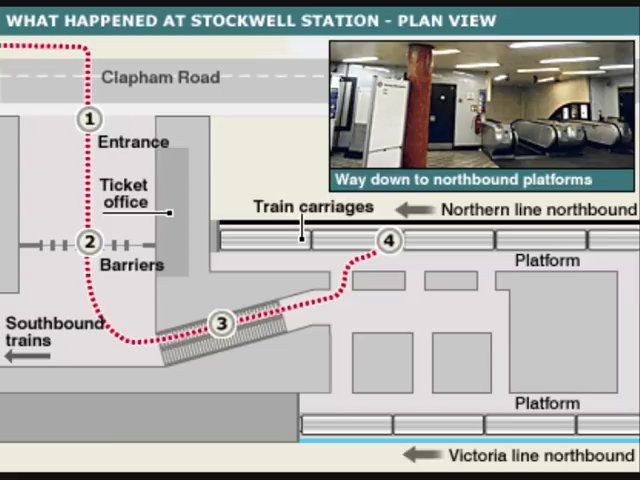 WHAT HAPPENED AT STOCKWELL STATION - PLAN VIEW
Clapham Road
1
Entrance
Ticket
office
Way down to northbound platforms
Train carriages
Northern line northbound
2
4
Barriers
Platform
3
Southbound
trains
Platform
Victoria line northbound